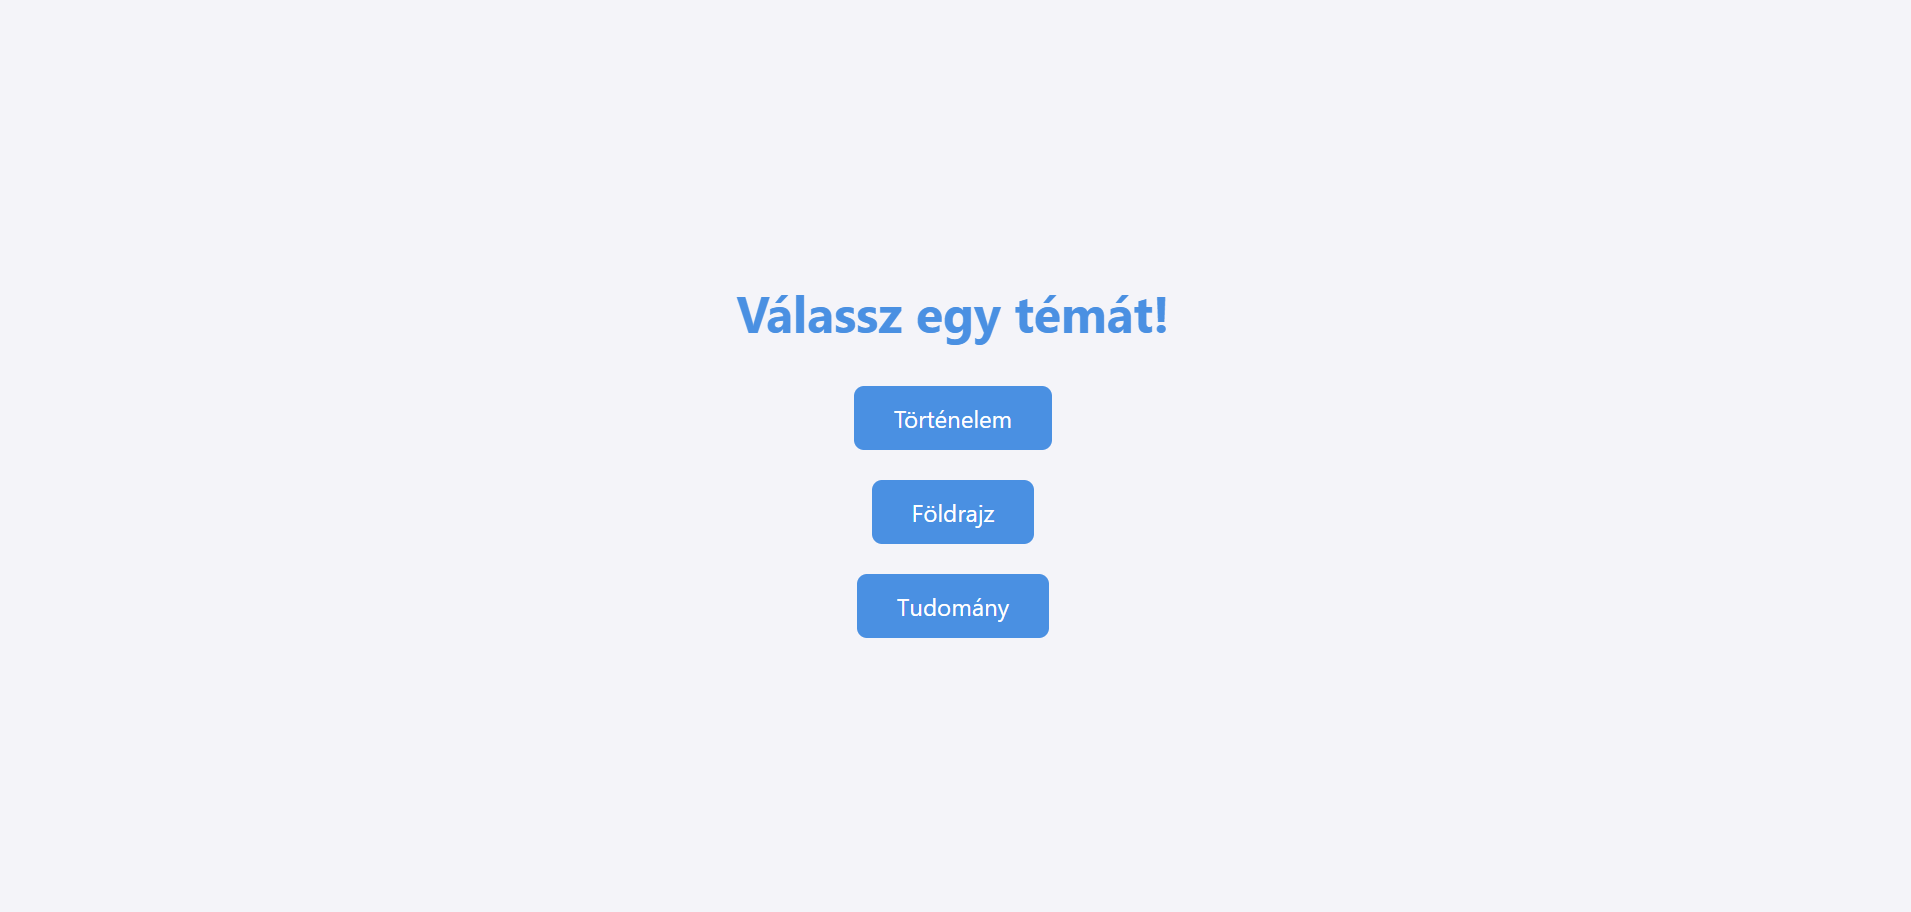 Válassz egy témát!
Történelem
Földrajz
Tudomány